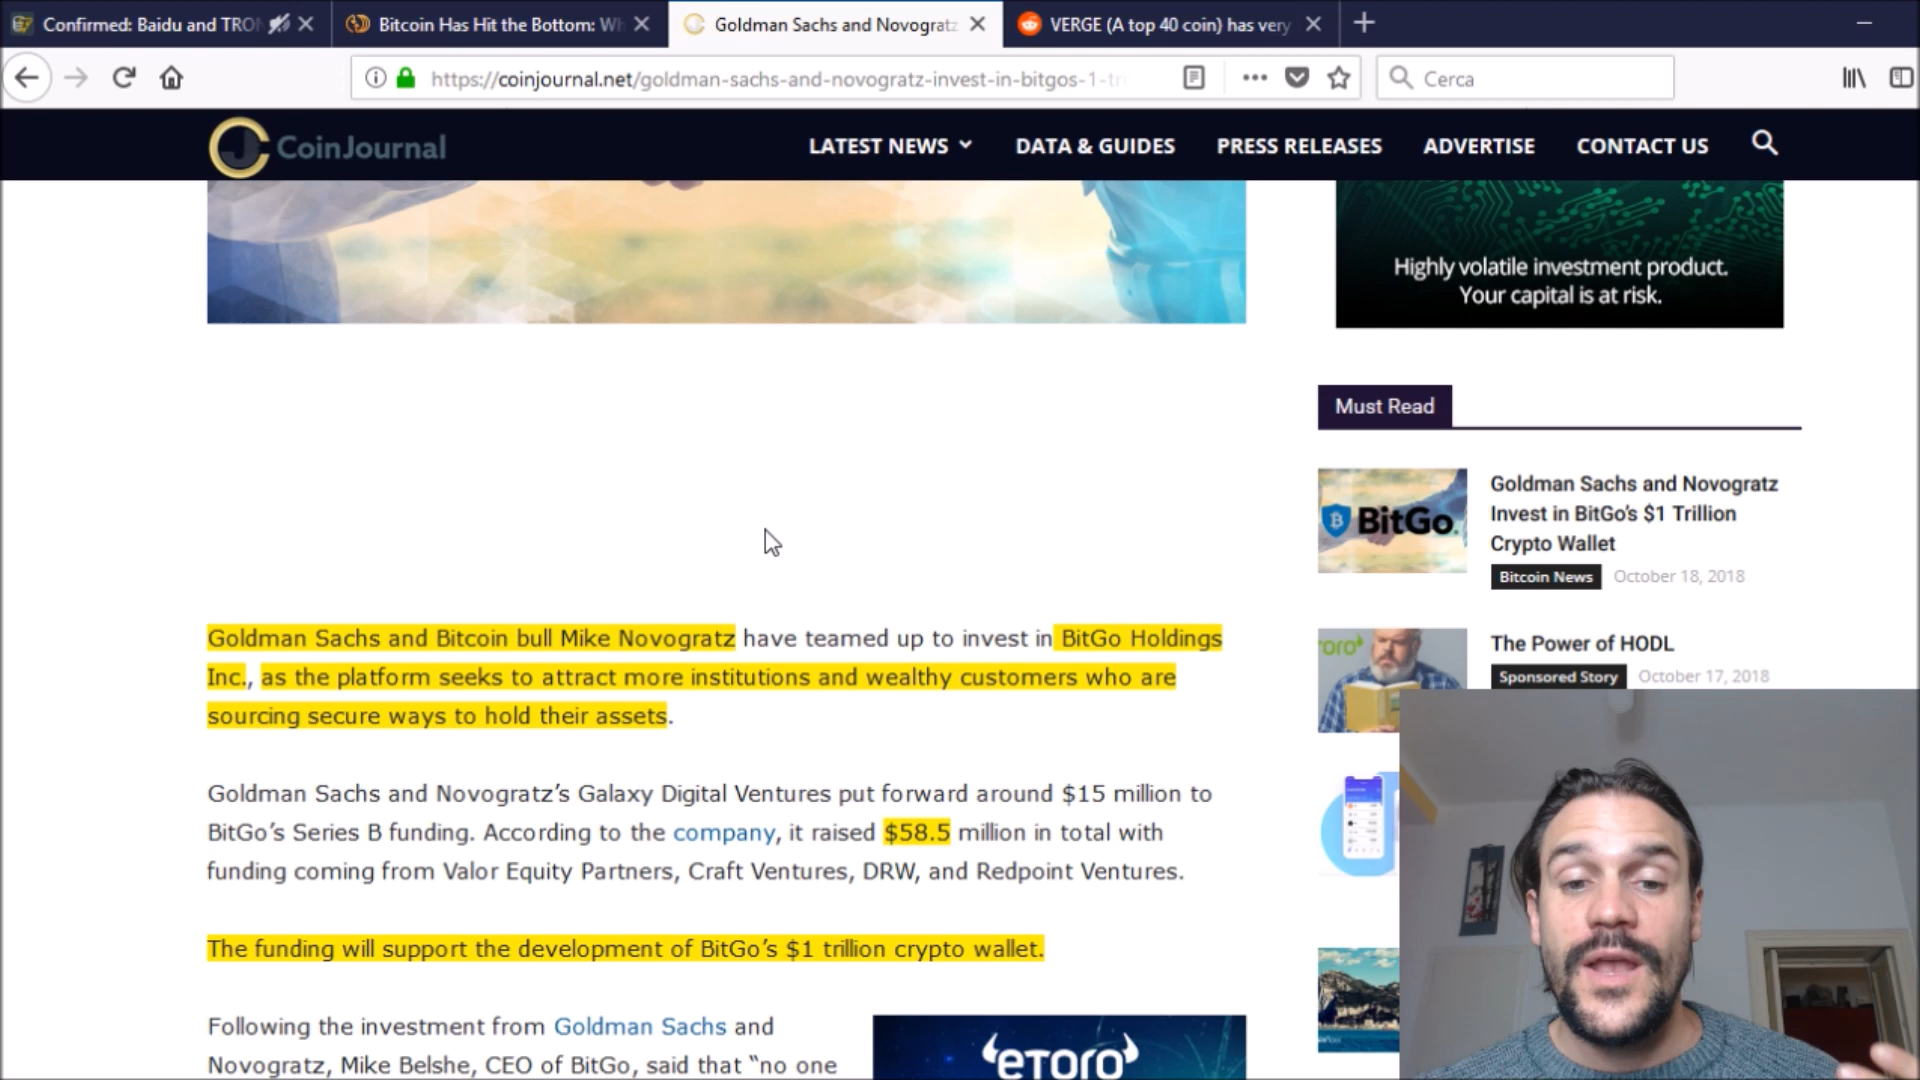 Confirmed: Baidu and TRON
Bitcoin Has Hit the Bottom: Wh
Goldman Sachs and Novogratz
VERGE (A top 40 coin) has very
https://coinjournal.net/goldman-sachs-and-novogratz-invest-in-bitgos-1-tr
Cerca
CoinJournal
LATEST NEWS
DATA & GUIDES
PRESS RELEASES
ADVERTISE
CONTACT US
Highly volatile investment product.
Your capital is at risk.
Must Read
BitGo
Goldman Sachs and Novogratz
Invest in BitGo’s $1 Trillion
Crypto Wallet
Bitcoin News October 18, 2018
toro
The Power of HODL
Sponsored Story October 17, 2018
Goldman Sachs and Bitcoin bull Mike Novogratz have teamed up to invest in BitGo Holdings
Inc., as the platform seeks to attract more institutions and wealthy customers who are
sourcing secure ways to hold their assets.
Goldman Sachs and Novogratz’s Galaxy Digital Ventures put forward around $15 million to
BitGo’s Series B funding. According to the company, it raised $58.5 million in total with
funding coming from Valor Equity Partners, Craft Ventures, DRW, and Redpoint Ventures.
The funding will support the development of BitGo’s $1 trillion crypto wallet.
Following the investment from Goldman Sachs and
Novogratz, Mike Belshe, CEO of BitGo, said that “no one
eToro